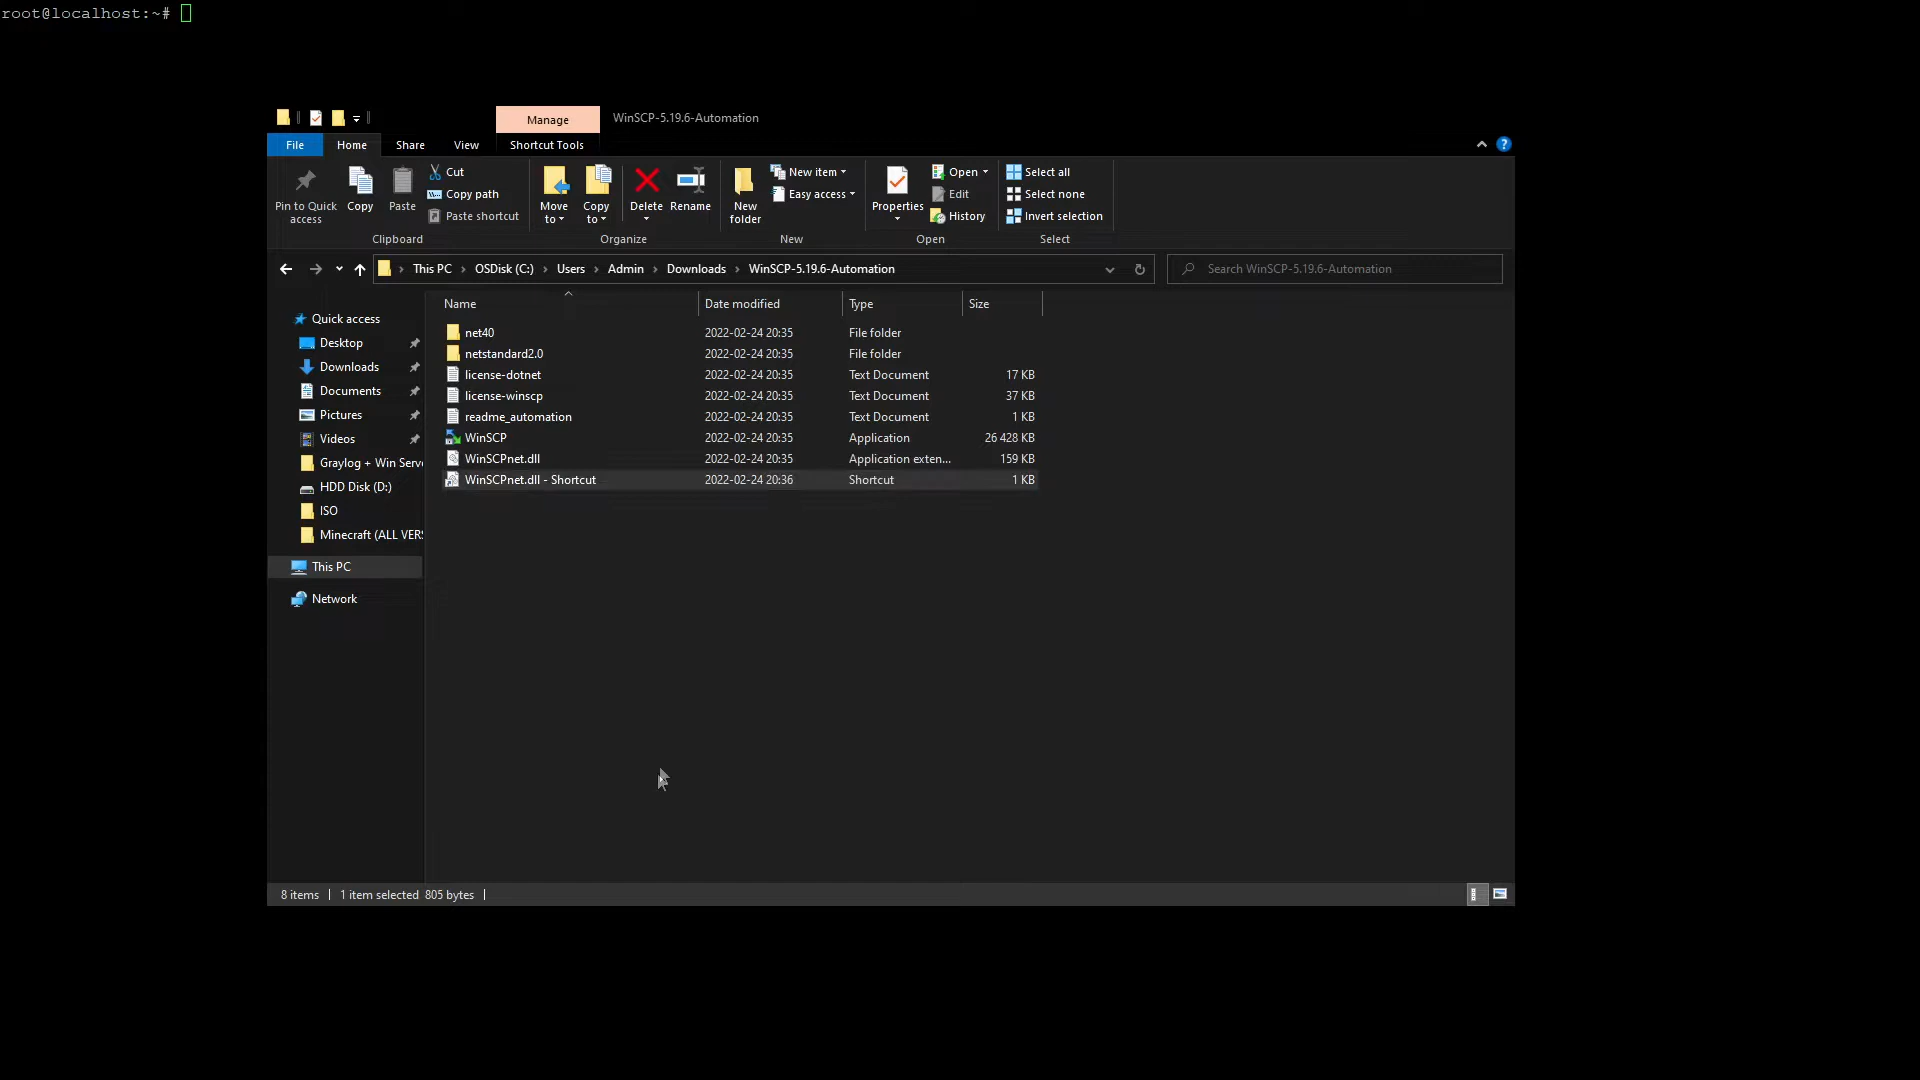 root@localhost:~#
Manage
WinSCP-5.19.6-Automation
File
Home
Share
View
Shortcut Tools
Pin to Quick access
Copy
Paste
Cut
Copy path
Paste shortcut
Clipboard
Move to
Copy to
Delete
Rename
Organize
New folder
New item
Easy access
New
Properties
Open
Edit
History
Open
Select all
Select none
Invert selection
Select
This PC
OSDisk (C:)
Users
Admin
Downloads
WinSCP-5.19.6-Automation
Search WinSCP-5.19.6-Automation
Quick access
Desktop
Downloads
Documents
Pictures
Videos
Graylog + Win Serv
HDD Disk (D:)
ISO
Minecraft (ALL VER
This PC
Network
Name Date modified Type Size
net40 2022-02-24 20:35 File folder
netstandard2.0 2022-02-24 20:35 File folder
license-dotnet 2022-02-24 20:35 Text Document 17 KB
license-winscp 2022-02-24 20:35 Text Document 37 KB
readme_automation 2022-02-24 20:35 Text Document 1 KB
WinSCP 2022-02-24 20:35 Application 26 428 KB
WinSCPnet.dll 2022-02-24 20:35 Application exten... 159 KB
WinSCPnet.dll - Shortcut 2022-02-24 20:36 Shortcut 1 KB
8 items
1 item selected 805 bytes